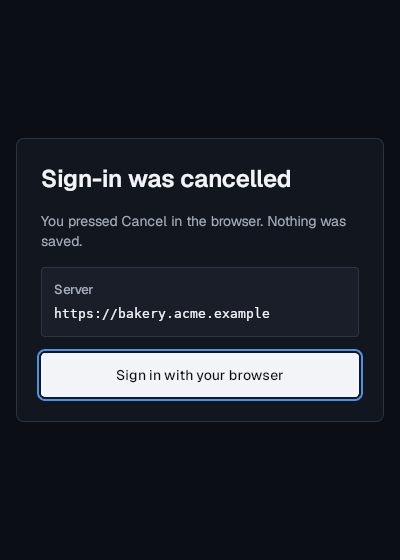 Sign-in was cancelled
You pressed Cancel in the browser. Nothing was
saved.
Server
https://bakery.acme.example
Sign in with your browser